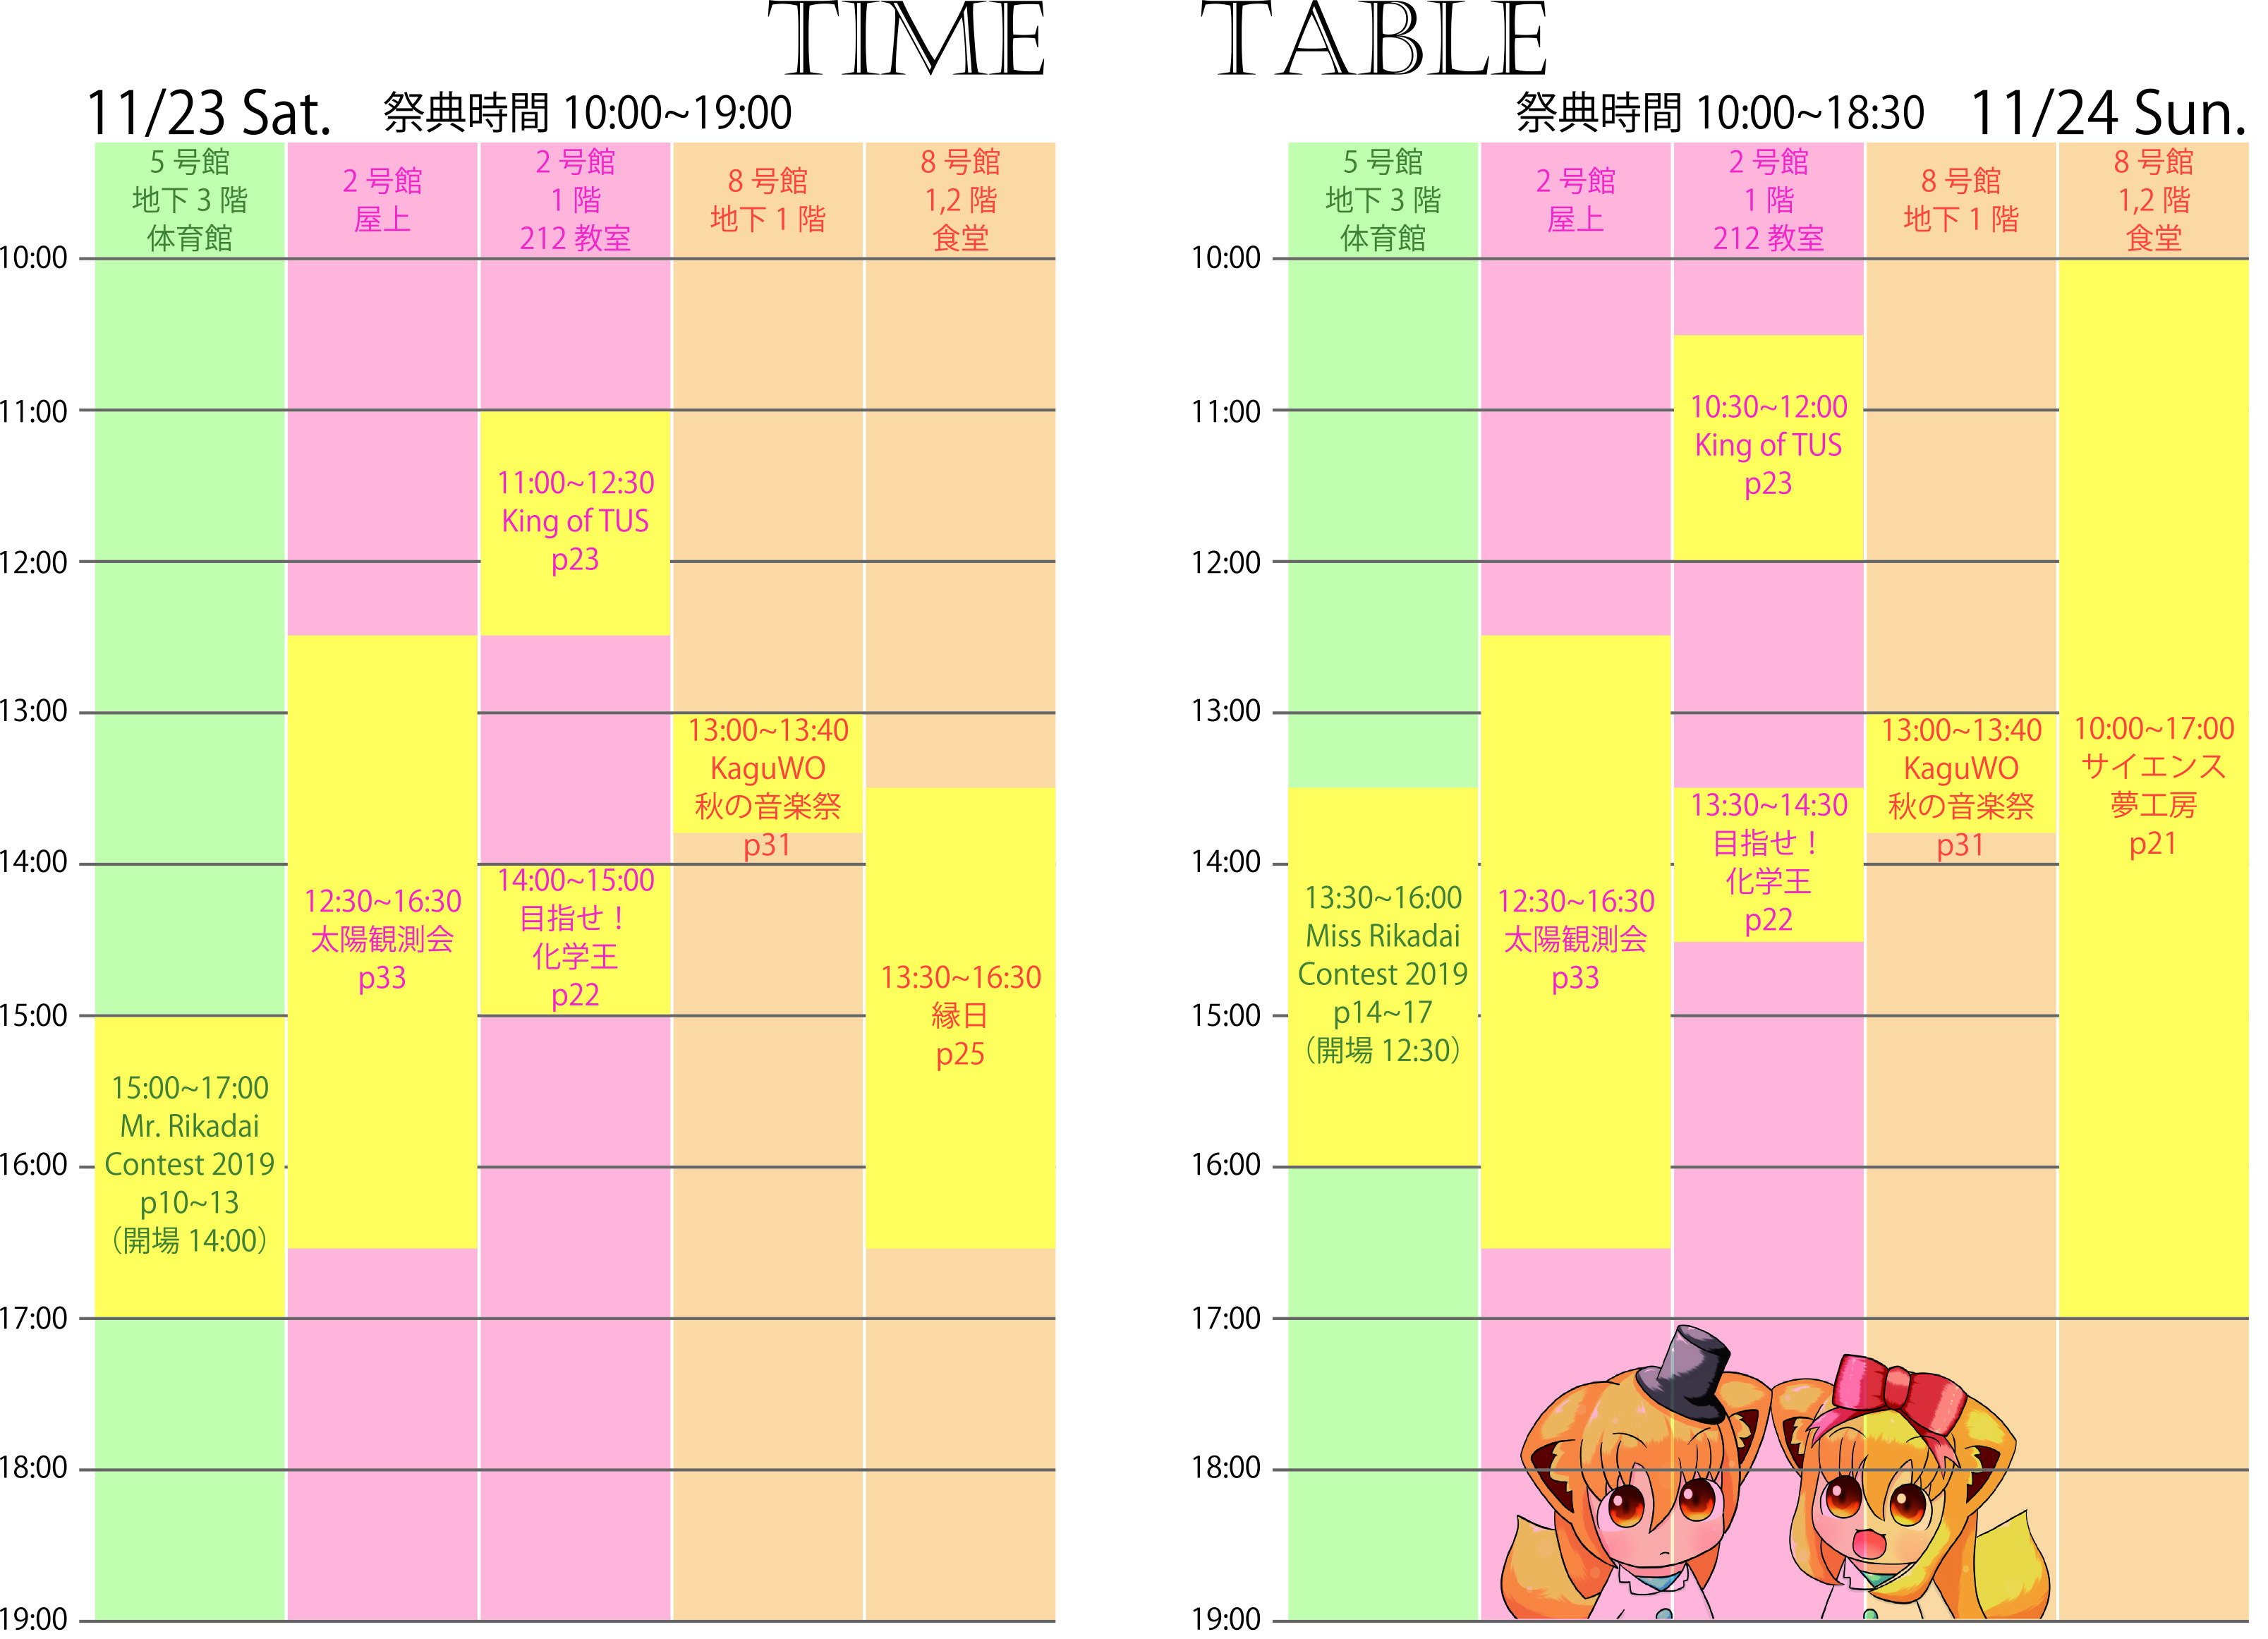 TIME TABLE
11/23 Sat. 祭典時間 10:00~19:00
5 号館
地下 3 階
体育館
2 号館
屋上
2 号館
1 階
212 教室
8 号館
地下 1 階
8 号館
1,2 階
食堂
10:00
11:00
12:00
13:00
14:00
15:00
16:00
17:00
18:00
19:00
15:00~17:00
Mr. Rikadai
Contest 2019
p10~13
（開場 14:00）
12:30~16:30
太陽観測会
p33
11:00~12:30
King of TUS
p23
14:00~15:00
目指せ！
化学王
p22
13:00~13:40
KaguWO
秋の音楽祭
p31
13:30~16:30
縁日
p25
祭典時間 10:00~18:30 11/24 Sun.
5 号館
地下 3 階
体育館
2 号館
屋上
2 号館
1 階
212 教室
8 号館
地下 1 階
8 号館
1,2 階
食堂
10:00
11:00
12:00
13:00
14:00
15:00
16:00
17:00
18:00
19:00
13:30~16:00
Miss Rikadai
Contest 2019
p14~17
（開場 12:30）
12:30~16:30
太陽観測会
p33
10:30~12:00
King of TUS
p23
13:30~14:30
目指せ！
化学王
p22
13:00~13:40
KaguWO
秋の音楽祭
p31
10:00~17:00
サイエンス
夢工房
p21